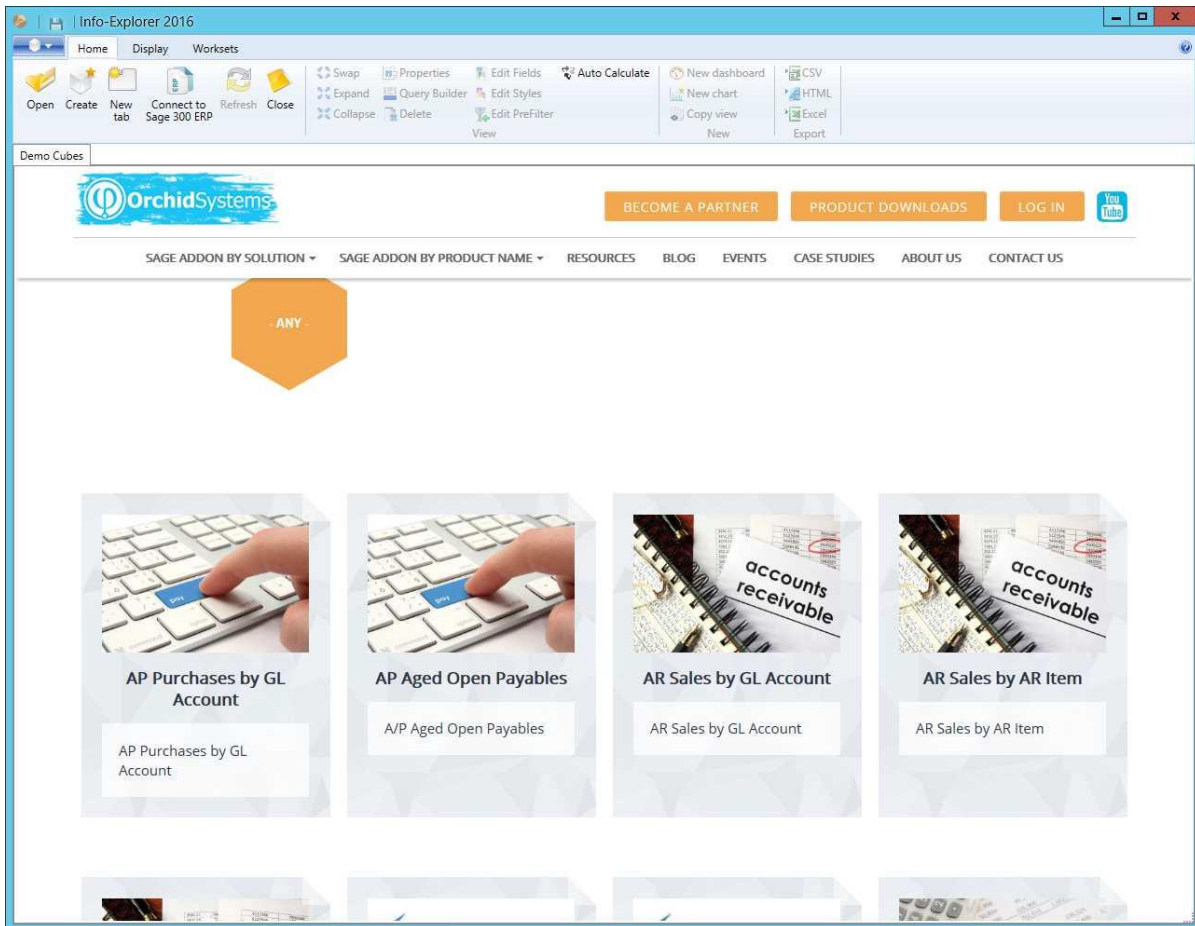 Info-Explorer 2016
Home Display Worksets
Open Create New tab Connect to Sage 300 ERP Refresh Close
Swap Properties Edit Fields Auto Calculate New dashboard CSV
Expand Query Builder Edit Styles New chart HTML
Collapse Delete Edit PreFilter Copy view Excel
View New Export
Demo Cubes
OrchidSystems
BECOME A PARTNER PRODUCT DOWNLOADS LOG IN You Tube
SAGE ADDON BY SOLUTION SAGE ADDON BY PRODUCT NAME RESOURCES BLOG EVENTS CASE STUDIES ABOUT US CONTACT US
- ANY -
pay
pay
accounts receivable
accounts receivable
AP Purchases by GL Account
AP Aged Open Payables
AR Sales by GL Account
AR Sales by AR Item
AP Purchases by GL
Account
A/P Aged Open Payables
AR Sales by GL Account
AR Sales by AR Item